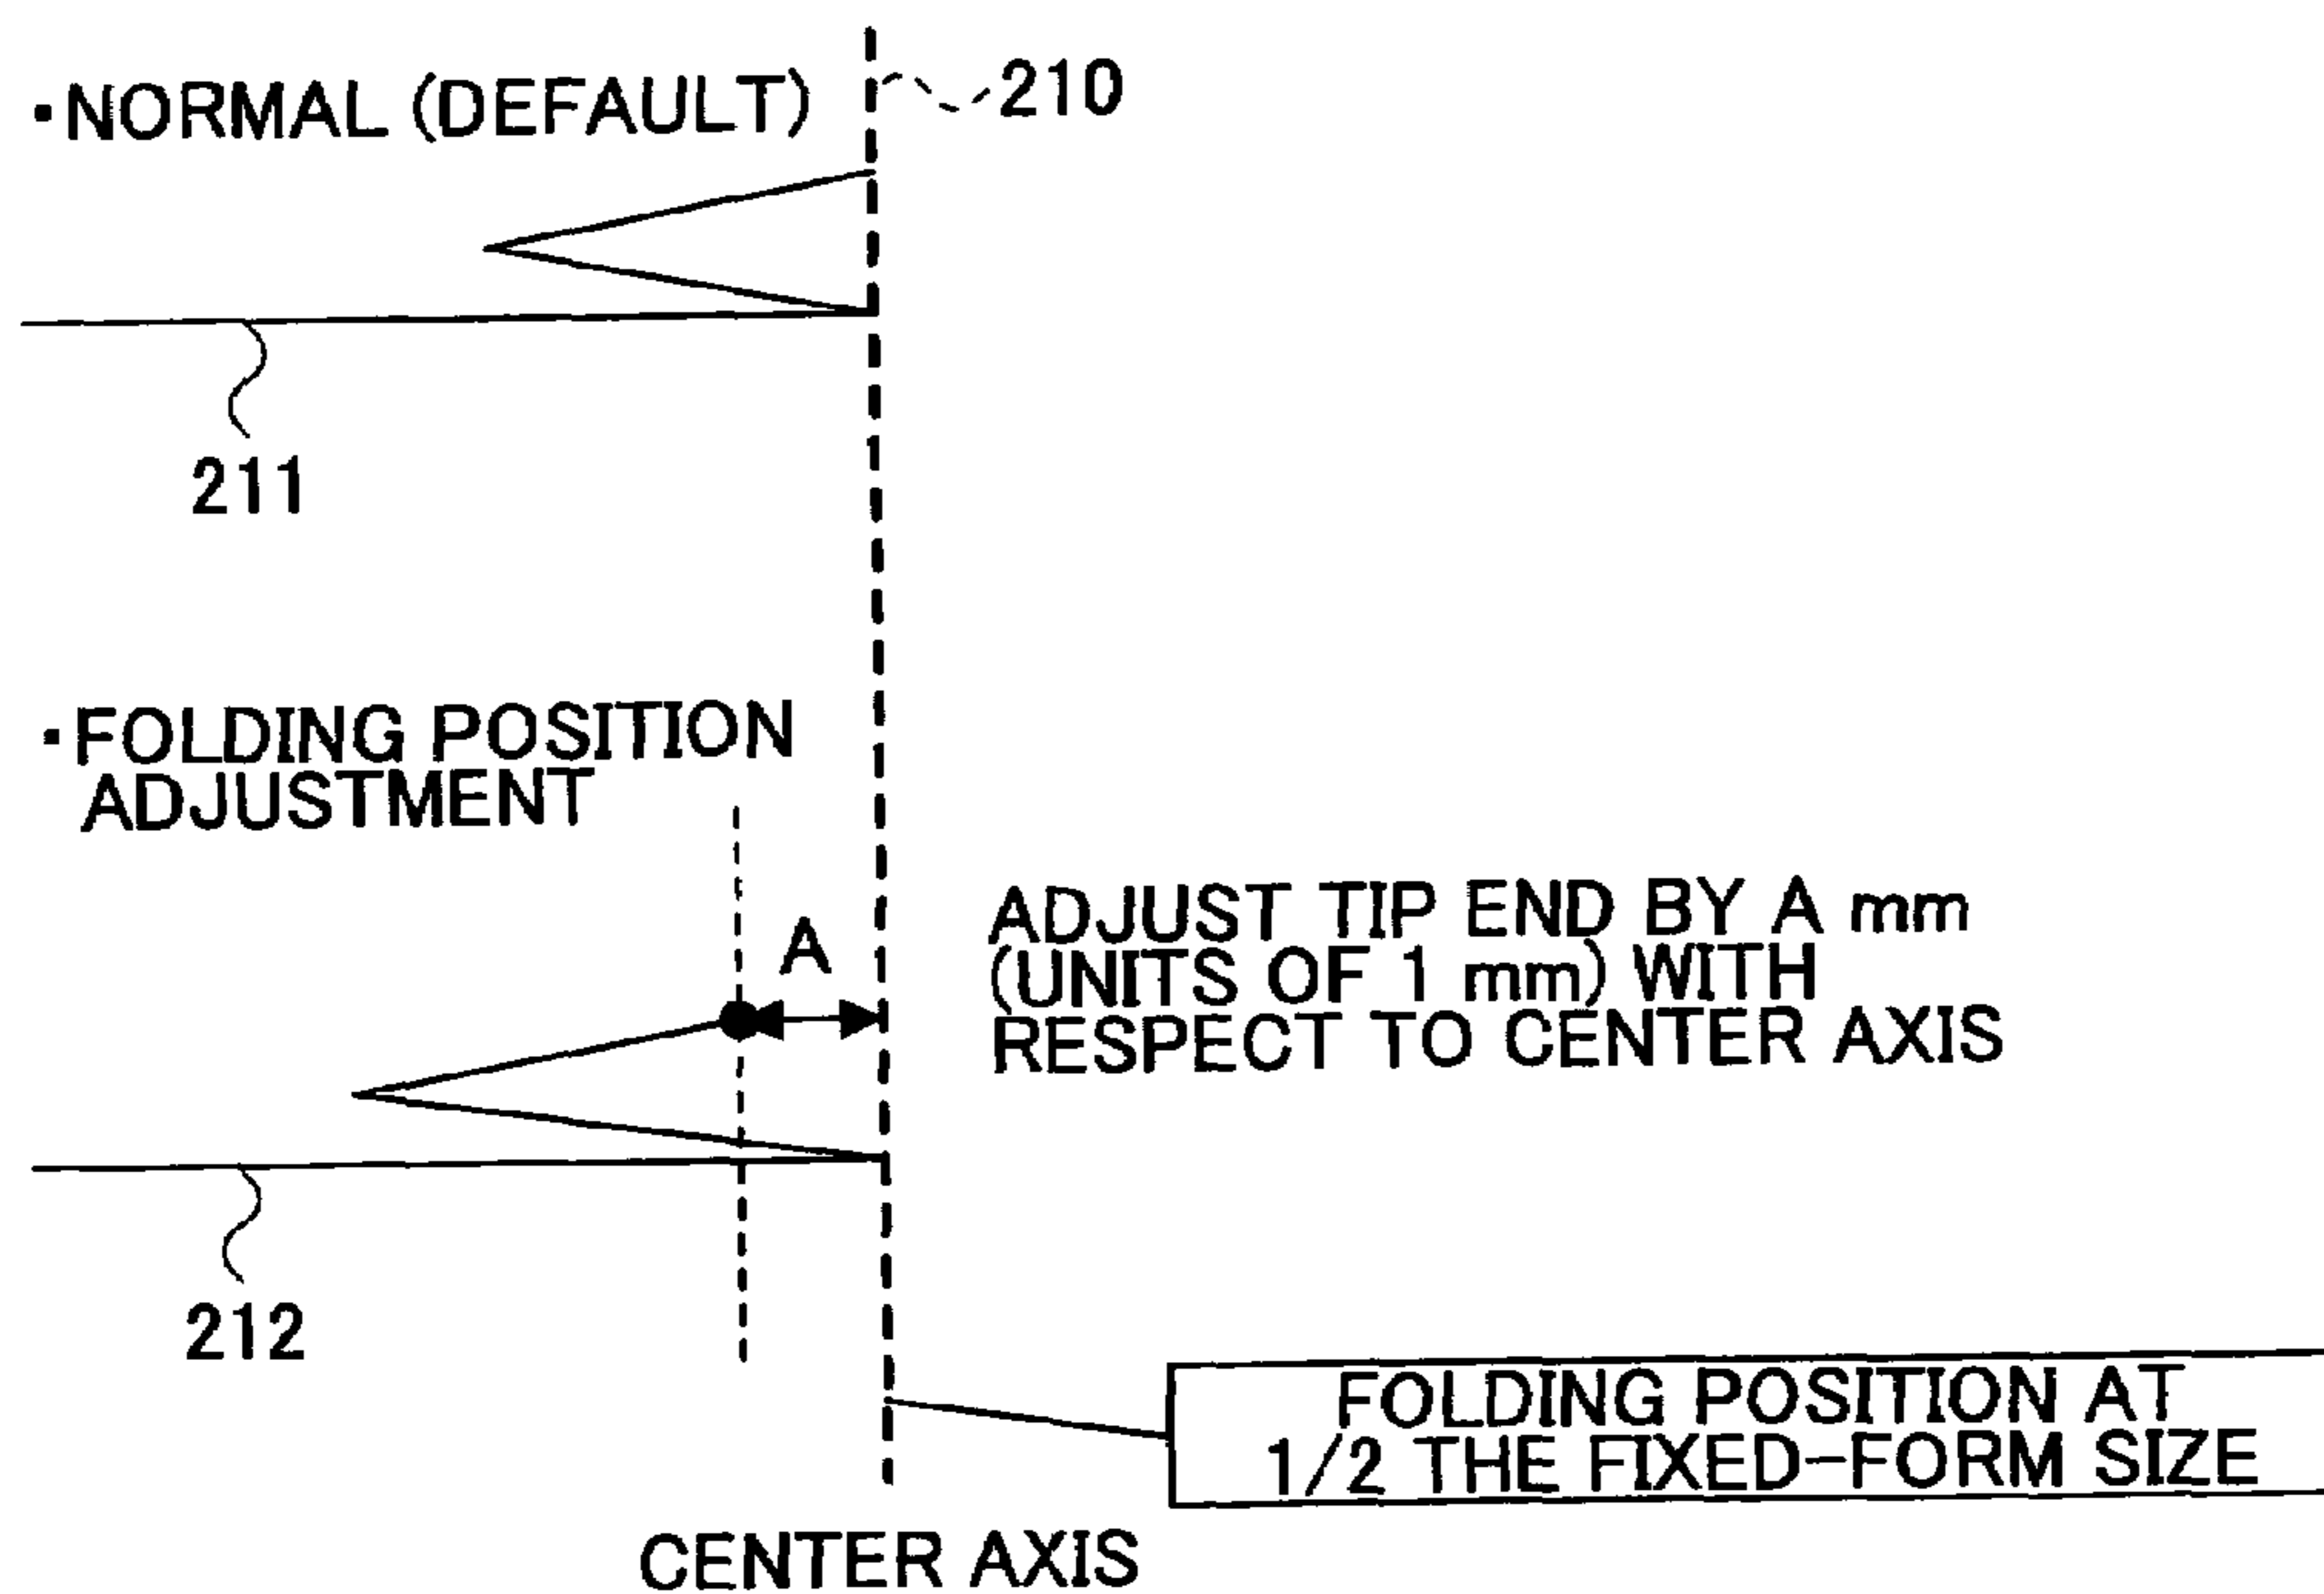 ·NORMAL (DEFAULT)
210
211
·FOLDING POSITION
ADJUSTMENT
A
ADJUST TIP END BY A mm
(UNITS OF 1 mm) WITH
RESPECT TO CENTER AXIS
212
FOLDING POSITION AT
1/2 THE FIXED-FORM SIZE
CENTER AXIS